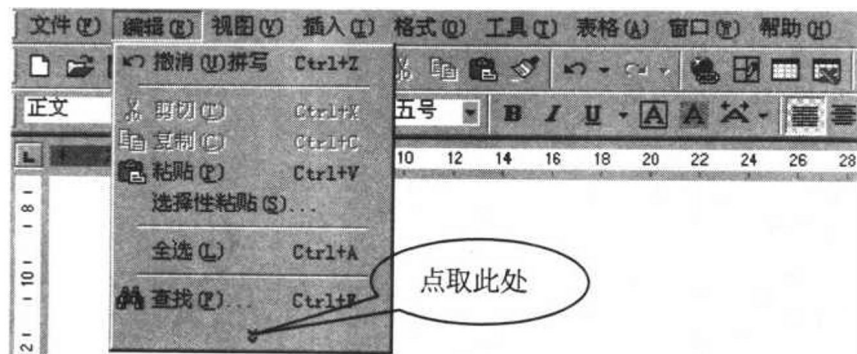 文件(F) 编辑(E) 视图(V) 插入(I) 格式(O) 工具(T) 表格(A) 窗口(W) 帮助(H)
撤消(U)拼写 Ctrl+Z
正文 五号 B I U A A
剪切(T) Ctrl+X
复制(C) Ctrl+C
10 12 14 16 18 20 22 24 26 28
粘贴(P) Ctrl+V
选择性粘贴(S)...
8
全选(L) Ctrl+A
10
查找(F)... Ctrl+F
点取此处